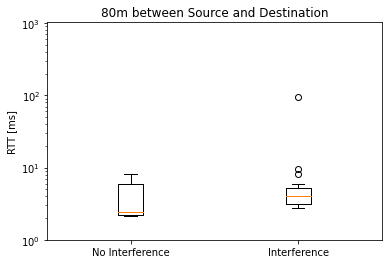 80m between Source and Destination
10³
10²
10¹
10⁰
RTT [ms]
No Interference
Interference